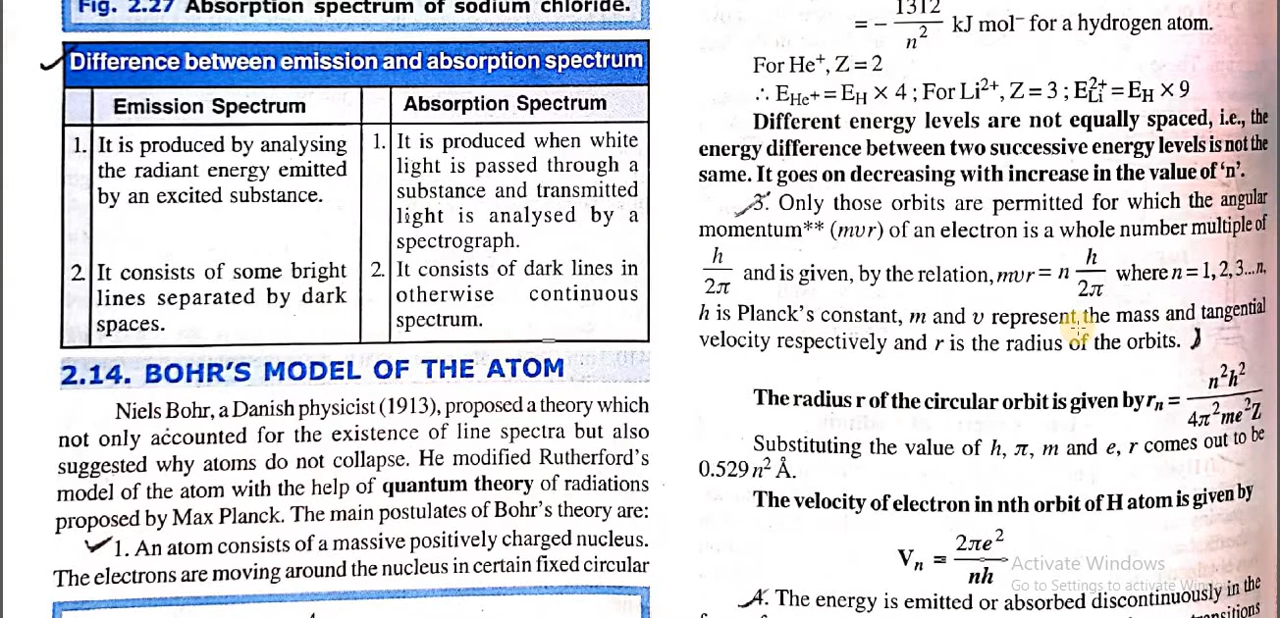 Fig. 2.27 Absorption spectrum of sodium chloride.
Difference between emission and absorption spectrum
Emission Spectrum
Absorption Spectrum
1. It is produced by analysing
the radiant energy emitted
by an excited substance.
1. It is produced when white
light is passed through a
substance and transmitted
light is analysed by a
spectrograph.
2. It consists of some bright
lines separated by dark
spaces.
2. It consists of dark lines in
otherwise continuous
spectrum.
2.14. BOHR'S MODEL OF THE ATOM
Niels Bohr, a Danish physicist (1913), proposed a theory which
not only accounted for the existence of line spectra but also
suggested why atoms do not collapse. He modified Rutherford's
model of the atom with the help of quantum theory of radiations
proposed by Max Planck. The main postulates of Bohr's theory are:
1. An atom consists of a massive positively charged nucleus.
The electrons are moving around the nucleus in certain fixed circular
= - 1312/n² kJ mol⁻ for a hydrogen atom.
For He⁺, Z = 2
∴ E_He⁺ = E_H × 4 ; For Li²⁺, Z = 3 ; E_Li²⁺ = E_H × 9
Different energy levels are not equally spaced, i.e., the
energy difference between two successive energy levels is not the
same. It goes on decreasing with increase in the value of 'n'.
3. Only those orbits are permitted for which the angular
momentum** (mvr) of an electron is a whole number multiple of
h/2π and is given, by the relation, mvr = n h/2π where n = 1, 2, 3...n,
h is Planck's constant, m and v represent, the mass and tangential
velocity respectively and r is the radius of the orbits.
The radius r of the circular orbit is given by rₙ = n²h²/4π²me²Z
Substituting the value of h, π, m and e, r comes out to be
0.529 n² Å.
The velocity of electron in nth orbit of H atom is given by
Vₙ = 2πe²/nh
Activate Windows
Go to Settings to activate Windows
4. The energy is emitted or absorbed discontinuously in the